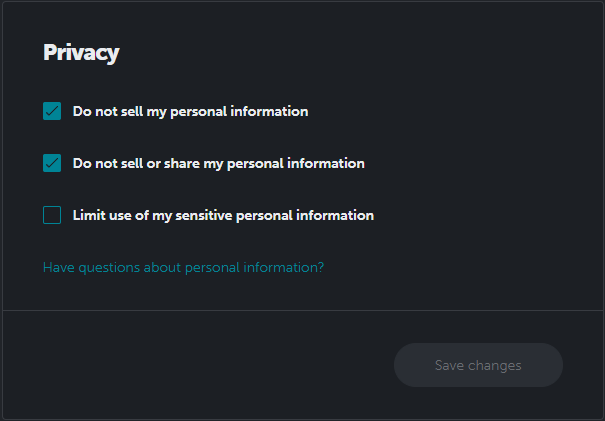 Privacy
Do not sell my personal information
Do not sell or share my personal information
Limit use of my sensitive personal information
Have questions about personal information?
Save changes